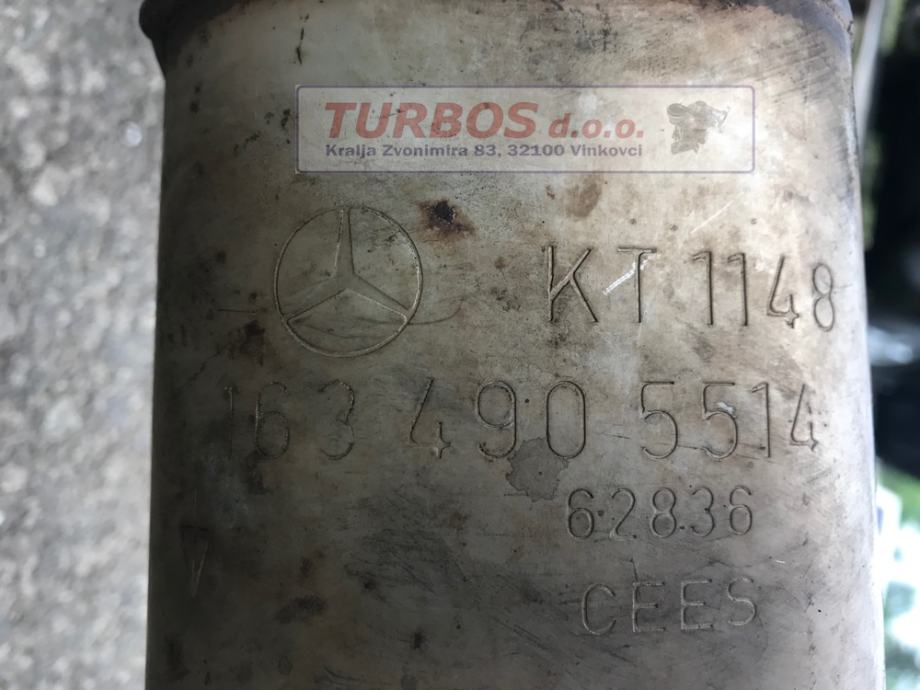 TURBOS d.o.o.
Kralja Zvonimira 83, 32100 Vinkovci
KT 1148
163 490 5514
62836
CEES